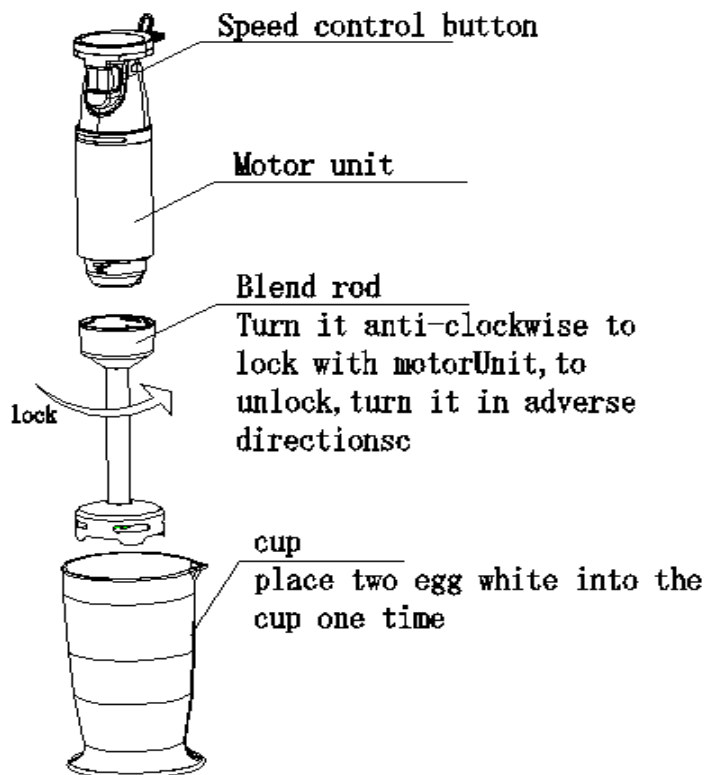 Speed control button
Motor unit
Blend rod
Turn it anti-clockwise to
lock with motorUnit,to
unlock,turn it in adverse
directionsc
lock
cup
place two egg white into the
cup one time